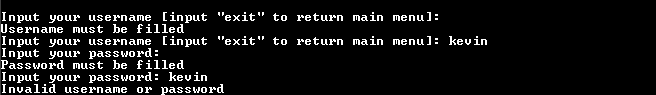 Input your username [input "exit" to return main menu]:
Username must be filled
Input your username [input "exit" to return main menu]: kevin
Input your password:
Password must be filled
Input your password: kevin
Invalid username or password